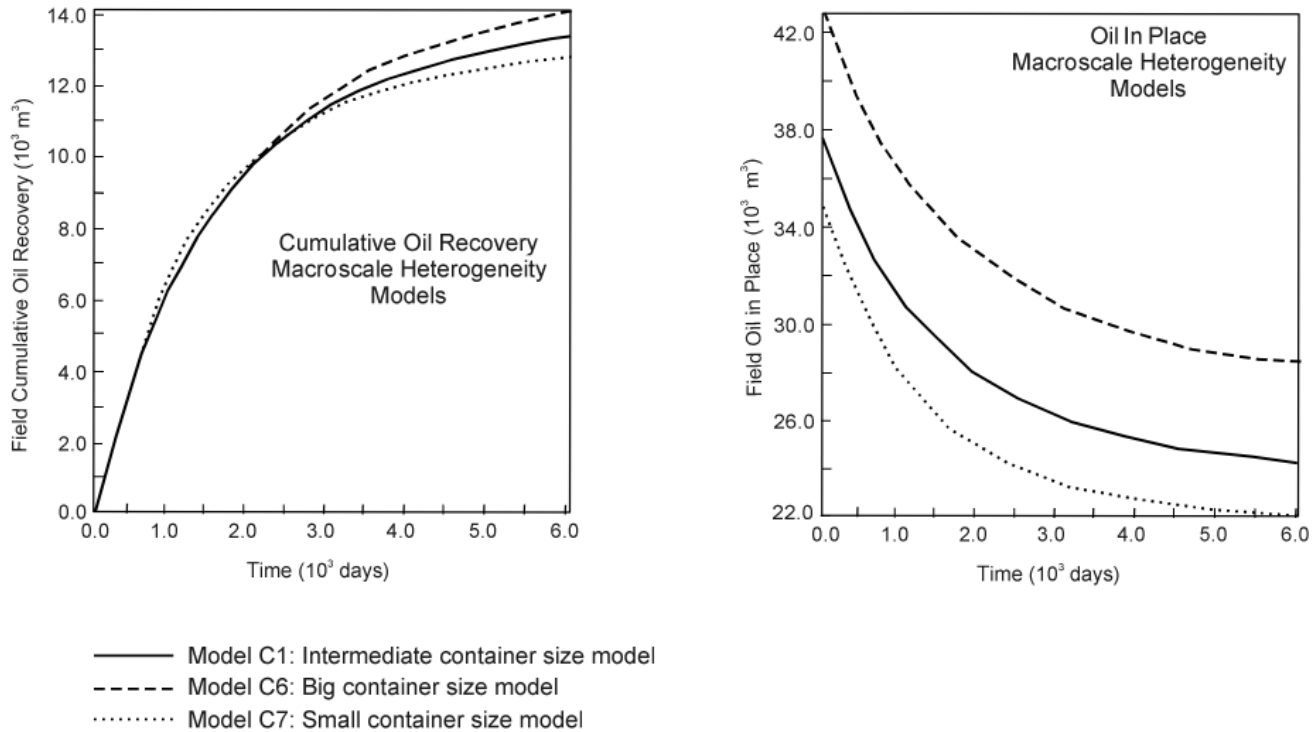 14.0
12.0
10.0
8.0
6.0
4.0
2.0
0.0
Field Cumulative Oil Recovery (10³ m³)
Cumulative Oil Recovery
Macroscale Heterogeneity
Models
0.0 1.0 2.0 3.0 4.0 5.0 6.0
Time (10³ days)
42.0
38.0
34.0
30.0
26.0
22.0
Field Oil in Place (10³ m³)
Oil In Place
Macroscale Heterogeneity
Models
0.0 1.0 2.0 3.0 4.0 5.0 6.0
Time (10³ days)
Model C1: Intermediate container size model
Model C6: Big container size model
Model C7: Small container size model